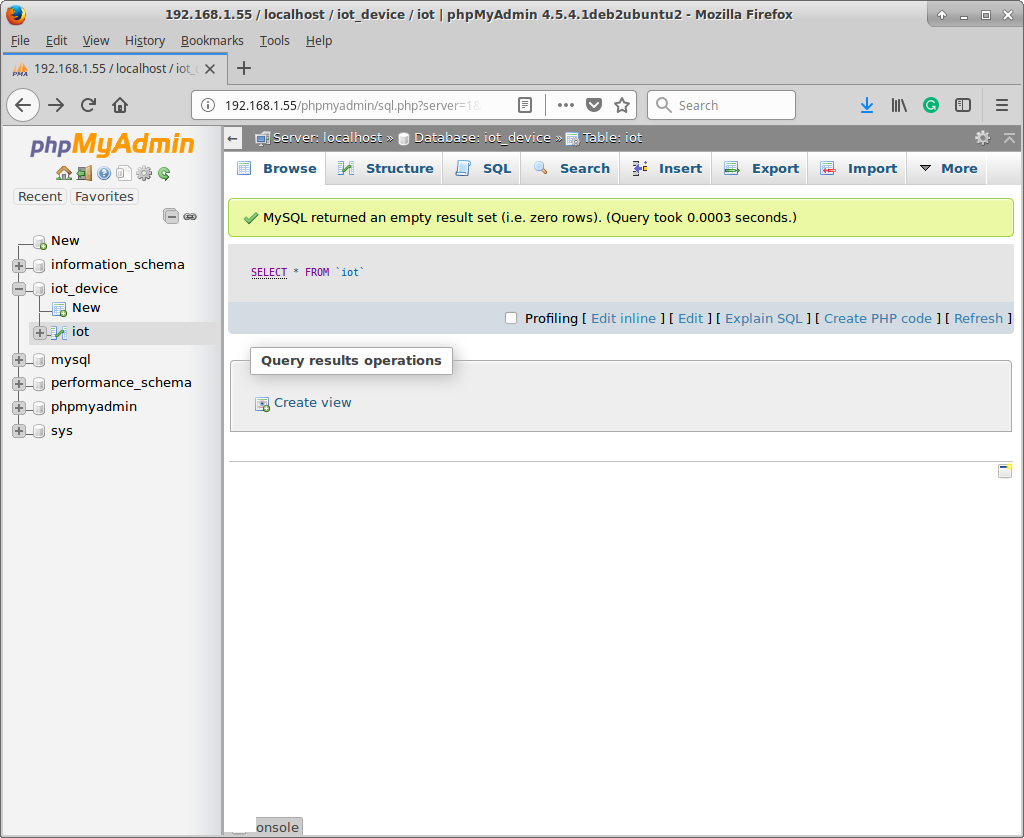 192.168.1.55 / localhost / iot_device / iot | phpMyAdmin 4.5.4.1deb2ubuntu2 - Mozilla Firefox
File Edit View History Bookmarks Tools Help
PMA 192.168.1.55 / localhost / iot_
192.168.1.55/phpmyadmin/sql.php?server=1& Search
phpMyAdmin
Recent Favorites
New
information_schema
iot_device
New
iot
mysql
performance_schema
phpmyadmin
sys
Server: localhost » Database: iot_device » Table: iot
Browse Structure SQL Search Insert Export Import More
MySQL returned an empty result set (i.e. zero rows). (Query took 0.0003 seconds.)
SELECT * FROM `iot`
Profiling [ Edit inline ] [ Edit ] [ Explain SQL ] [ Create PHP code ] [ Refresh ]
Query results operations
Create view
onsole